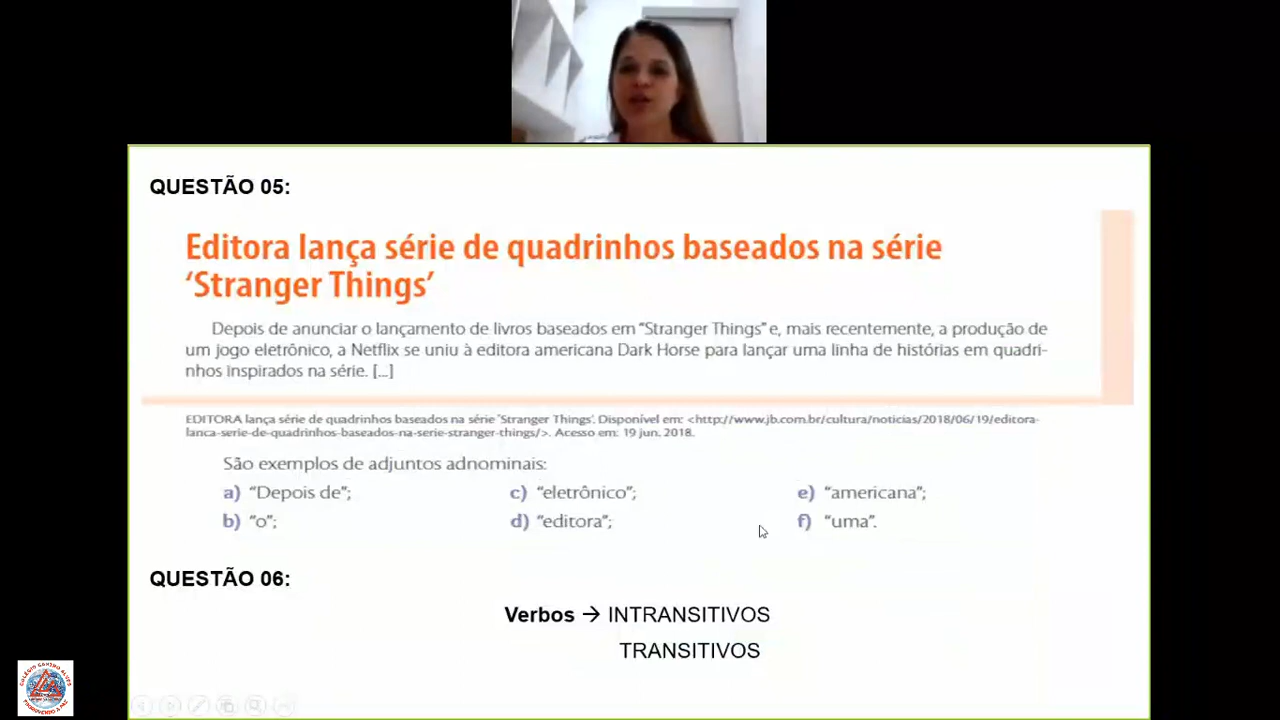 QUESTÃO 05:
Editora lança série de quadrinhos baseados na série
‘Stranger Things’
Depois de anunciar o lançamento de livros baseados em “Stranger Things” e, mais recentemente, a produção de
um jogo eletrônico, a Netflix se uniu à editora americana Dark Horse para lançar uma linha de histórias em quadri-
nhos inspirados na série. [...]
EDITORA lança série de quadrinhos baseados na série ‘Stranger Things’. Disponível em: <http://www.jb.com.br/cultura/noticias/2018/06/19/editora-
lanca-serie-de-quadrinhos-baseados-na-serie-stranger-things/>. Acesso em: 19 jun. 2018.
São exemplos de adjuntos adnominais:
a) “Depois de”; c) “eletrônico”; e) “americana”;
b) “o”; d) “editora”; f) “uma”.
QUESTÃO 06:
Verbos → INTRANSITIVOS
TRANSITIVOS
COLÉGIO CASTRO ALVES